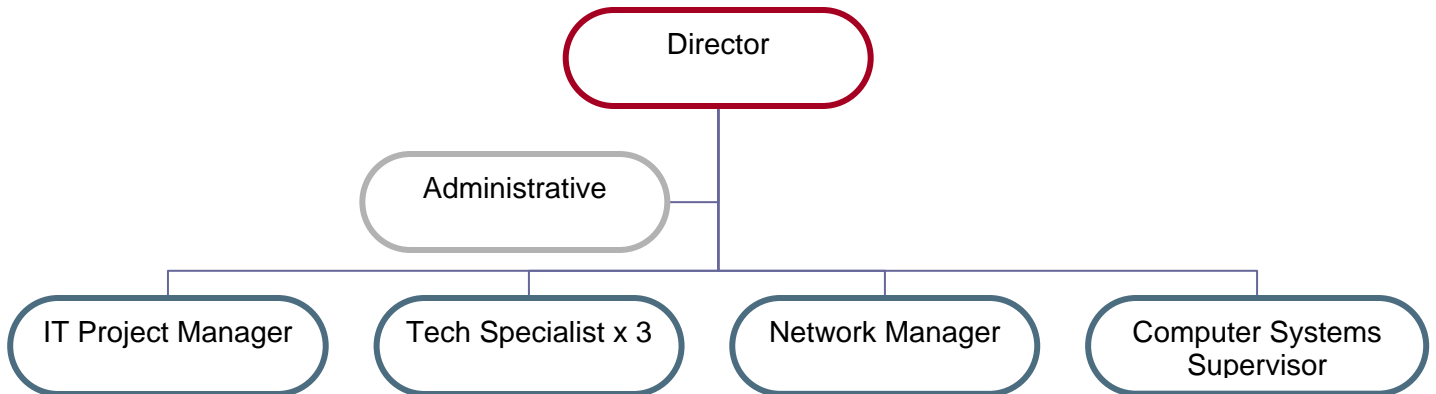 Director
Administrative
IT Project Manager
Tech Specialist x 3
Network Manager
Computer Systems
Supervisor